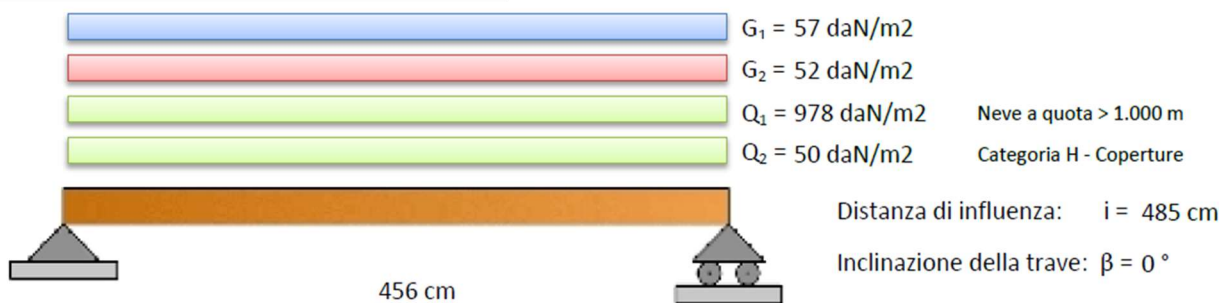 G₁ = 57 daN/m2
G₂ = 52 daN/m2
Q₁ = 978 daN/m2 Neve a quota > 1.000 m
Q₂ = 50 daN/m2 Categoria H - Coperture
Distanza di influenza: i = 485 cm
Inclinazione della trave: β = 0 °
456 cm